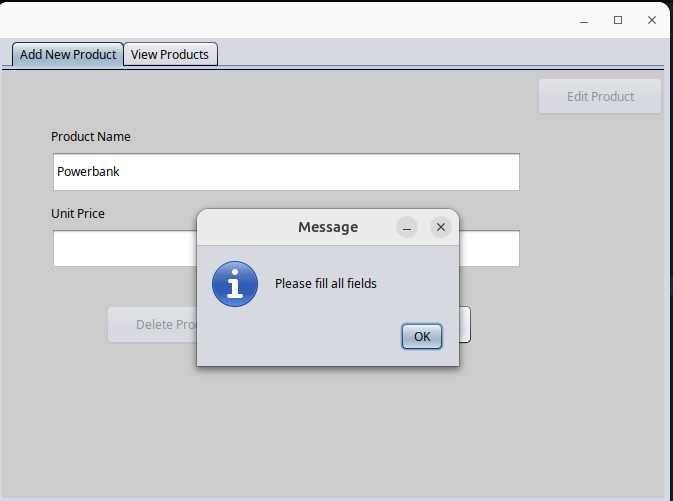 Add New Product
View Products
Edit Product
Product Name
Powerbank
Unit Price
Message
Please fill all fields
Delete Pro
OK